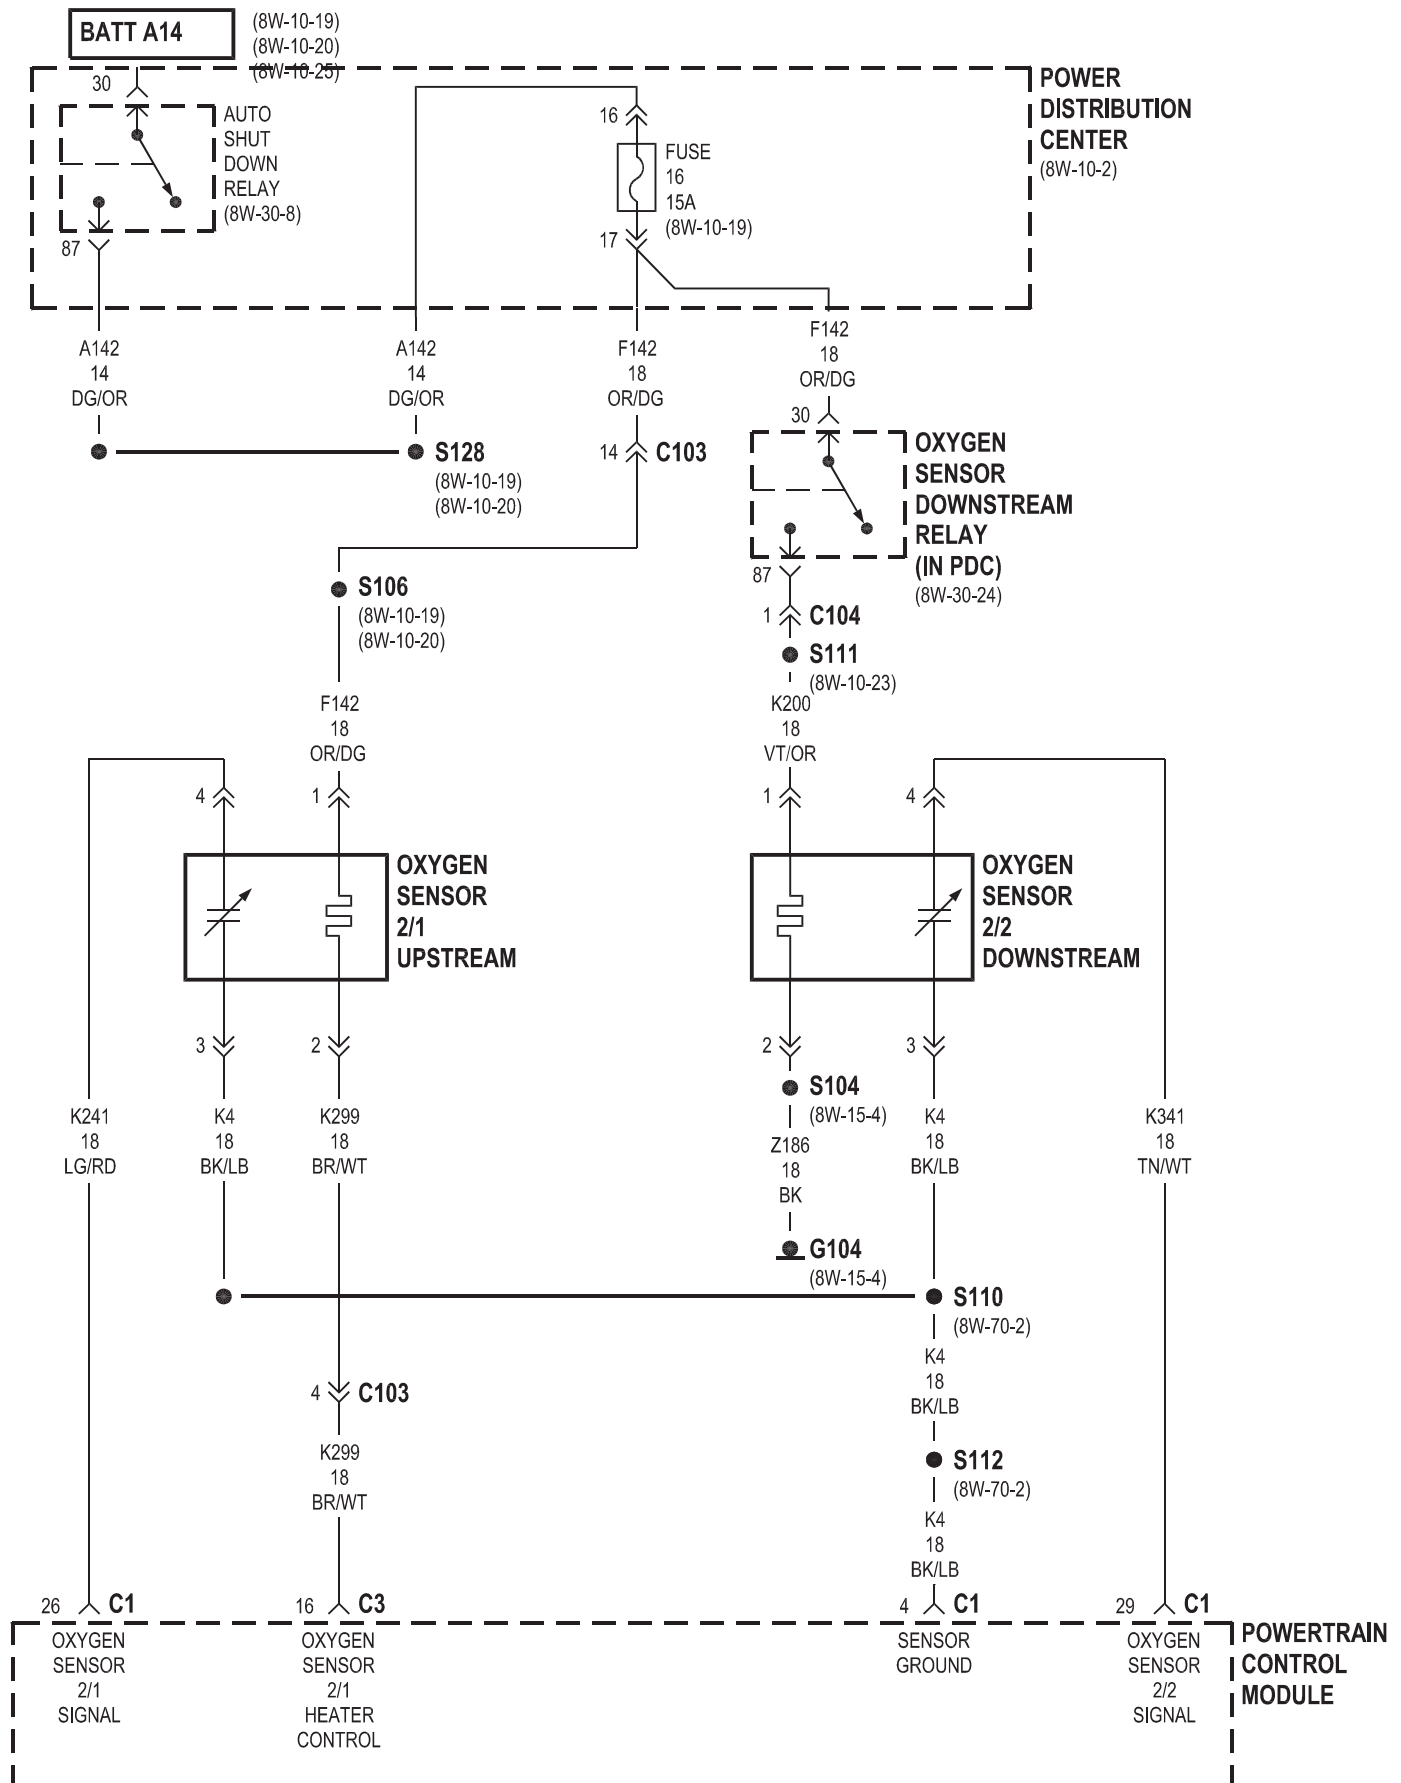 BATT A14
(8W-10-19)
(8W-10-20)
(8W-10-25)
30
AUTO
SHUT
DOWN
RELAY
(8W-30-8)
87
16
FUSE
16
15A
(8W-10-19)
17
POWER
DISTRIBUTION
CENTER
(8W-10-2)
A142
14
DG/OR
A142
14
DG/OR
F142
18
OR/DG
F142
18
OR/DG
S128
(8W-10-19)
(8W-10-20)
14
C103
30
OXYGEN
SENSOR
DOWNSTREAM
RELAY
(IN PDC)
(8W-30-24)
87
S106
(8W-10-19)
(8W-10-20)
1
C104
S111
(8W-10-23)
F142
18
OR/DG
K200
18
VT/OR
4
1
1
4
OXYGEN
SENSOR
2/1
UPSTREAM
OXYGEN
SENSOR
2/2
DOWNSTREAM
3
2
2
3
S104
(8W-15-4)
K241
18
LG/RD
K4
18
BK/LB
K299
18
BR/WT
Z186
18
BK
K4
18
BK/LB
K341
18
TN/WT
G104
(8W-15-4)
S110
(8W-70-2)
K4
18
BK/LB
4
C103
K299
18
BR/WT
S112
(8W-70-2)
K4
18
BK/LB
26
C1
16
C3
4
C1
29
C1
OXYGEN
SENSOR
2/1
SIGNAL
OXYGEN
SENSOR
2/1
HEATER
CONTROL
SENSOR
GROUND
OXYGEN
SENSOR
2/2
SIGNAL
POWERTRAIN
CONTROL
MODULE